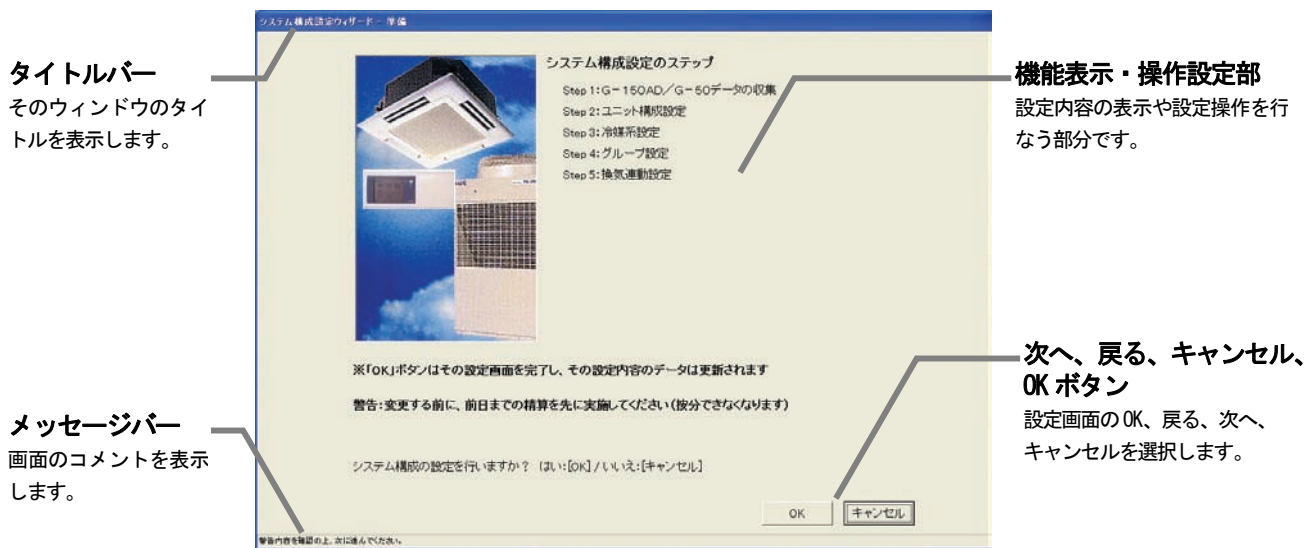 システム構成設定ウィザード - 準備
タイトルバー
そのウィンドウのタイ
トルを表示します。
システム構成設定のステップ
Step 1:G-150AD／G-50データの収集
Step 2:ユニット構成設定
Step 3:冷媒系設定
Step 4:グループ設定
Step 5:換気連動設定
機能表示・操作設定部
設定内容の表示や設定操作を行
なう部分です。
※「OK」ボタンはその設定画面を完了し、その設定内容のデータは更新されます
警告:変更する前に、前日までの精算を先に実施してください（按分できなくなります）
次へ、戻る、キャンセル、
OK ボタン
設定画面の OK、戻る、次へ、
キャンセルを選択します。
メッセージバー
画面のコメントを表示
します。
システム構成の設定を行いますか？ はい:[OK] / いいえ:[キャンセル]
OK
キャンセル
警告内容を確認の上、次に進んでください。